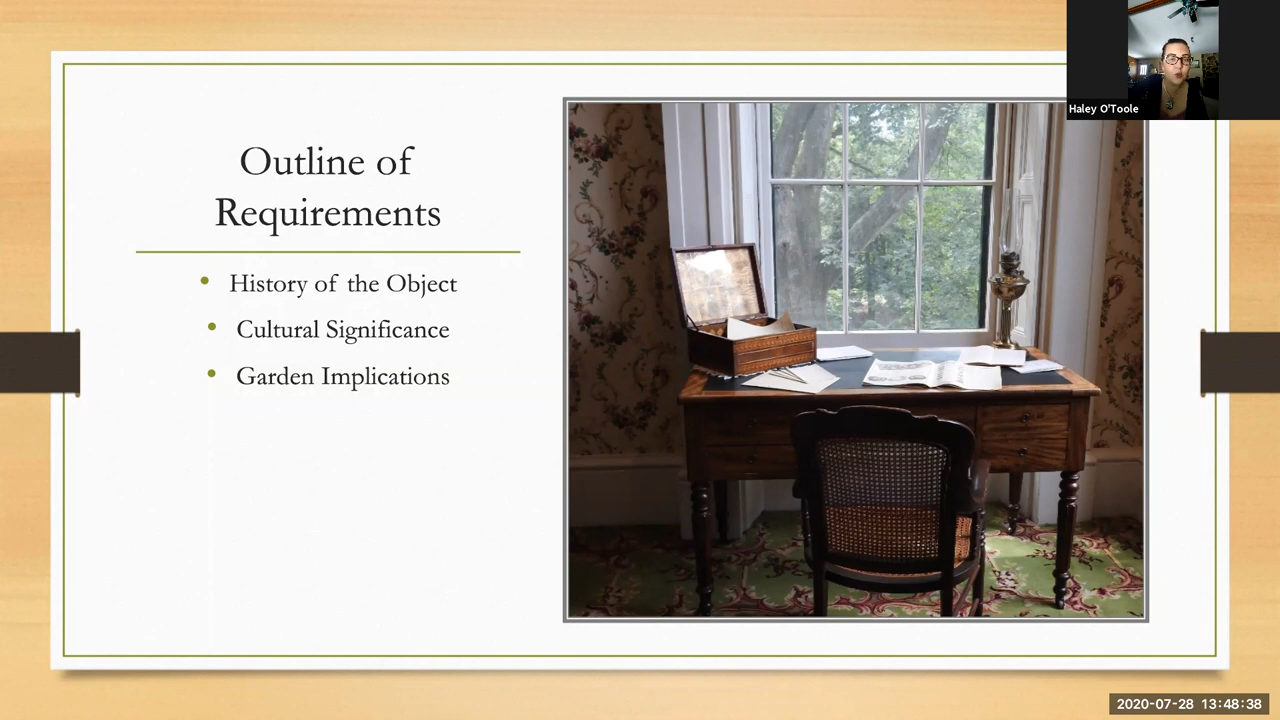 Outline of
Requirements
• History of the Object
• Cultural Significance
• Garden Implications
Haley O'Toole
2020-07-28 13:48:38